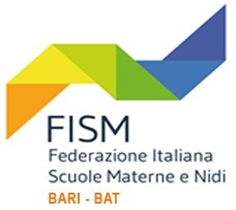 FISM
Federazione Italiana
Scuole Materne e Nidi
BARI - BAT